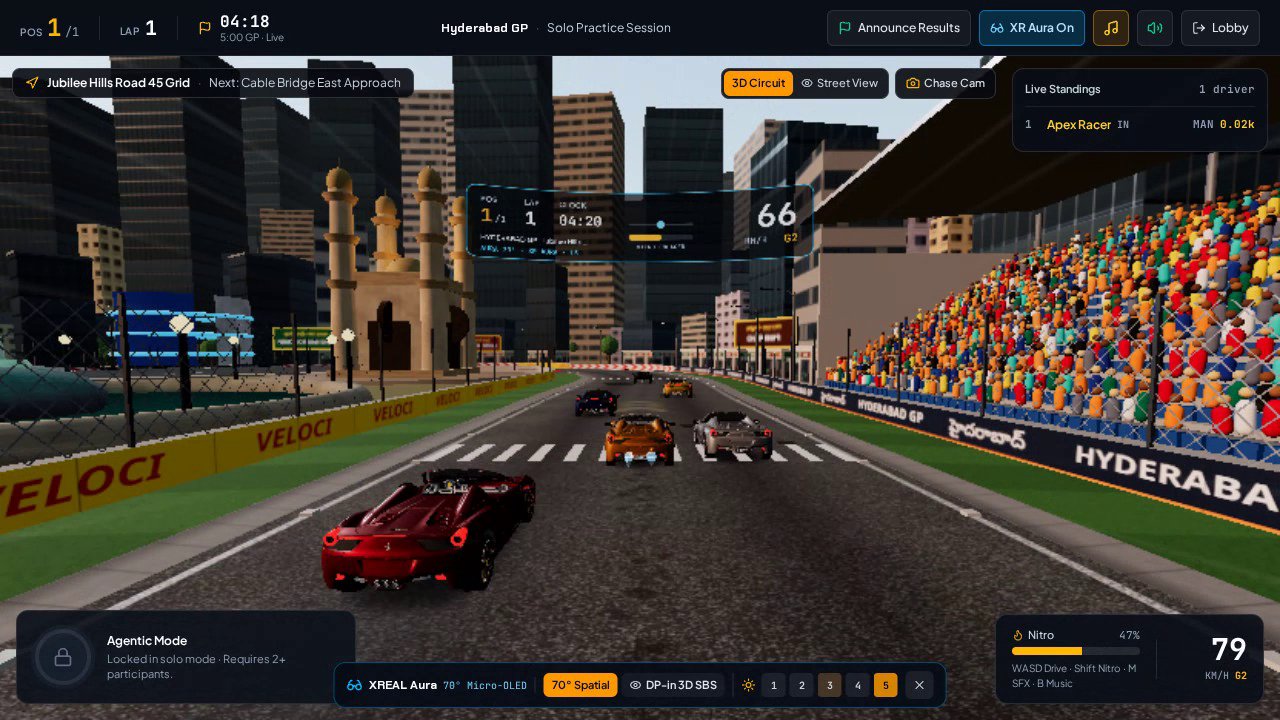 POS 1 /1
LAP 1
04:18
5:00 GP · Live
Hyderabad GP · Solo Practice Session
Announce Results
XR Aura On
Lobby
Jubilee Hills Road 45 Grid · Next: Cable Bridge East Approach
3D Circuit
Street View
Chase Cam
Live Standings 1 driver
1 Apex Racer IN MAN 0.02k
POS LAP CLOCK
1 /1 1 04:20
66
KM/H G2
HYDERABAD GP
VELOCI
VELOCI
VELOCI
VELOCI
HYDERABAD GP
హైదరాబాద్
HYDERABA
Agentic Mode
Locked in solo mode · Requires 2+
participants.
XREAL Aura 70° Micro-OLED
70° Spatial
DP-in 3D SBS
1 2 3 4 5
Nitro 47%
WASD Drive · Shift Nitro · M
SFX · B Music
79
KM/H G2